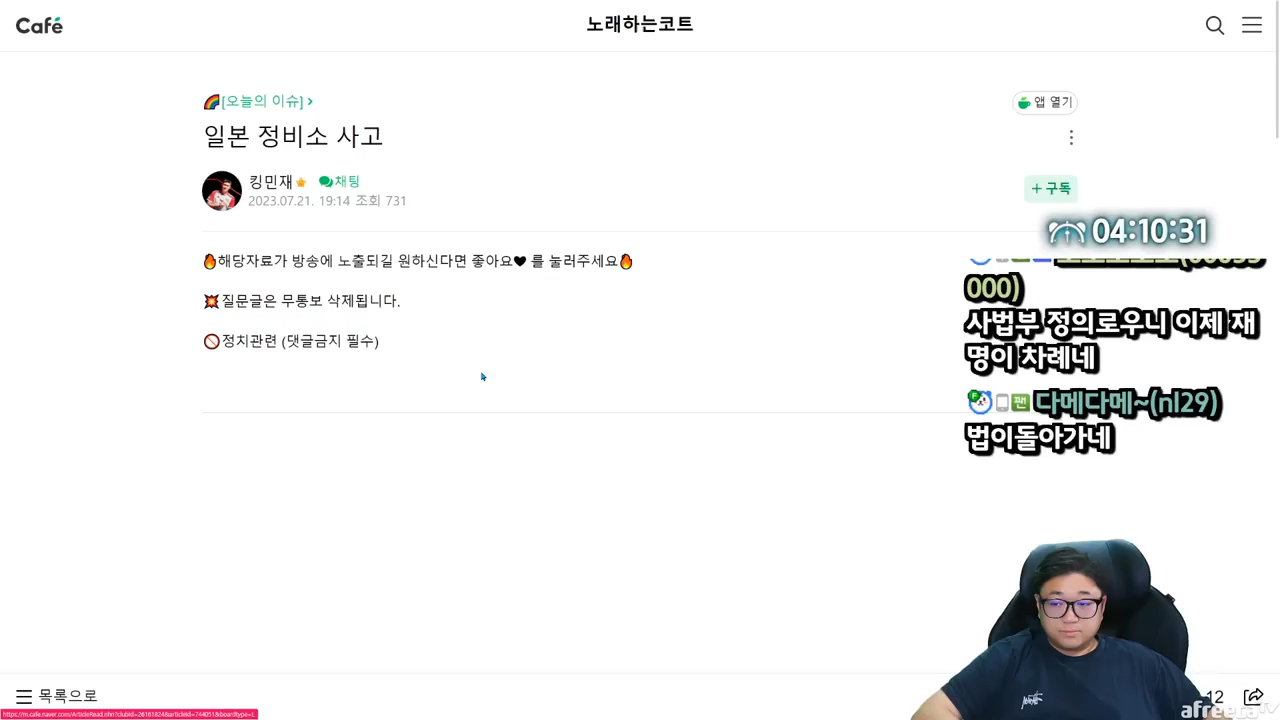 Café
노래하는코트
🌈[오늘의 이슈] >
앱 열기
일본 정비소 사고
킹민재
채팅
2023.07.21. 19:14 조회 731
+ 구독
04:10:31
🔥해당자료가 방송에 노출되길 원하신다면 좋아요♥ 를 눌러주세요🔥
💥질문글은 무통보 삭제됩니다.
🚫정치관련 (댓글금지 필수)
000)
사법부 정의로우니 이제 재
명이 차례네
팬 다메다메~(nl29)
법이돌아가네
목록으로
12
afreecaTV